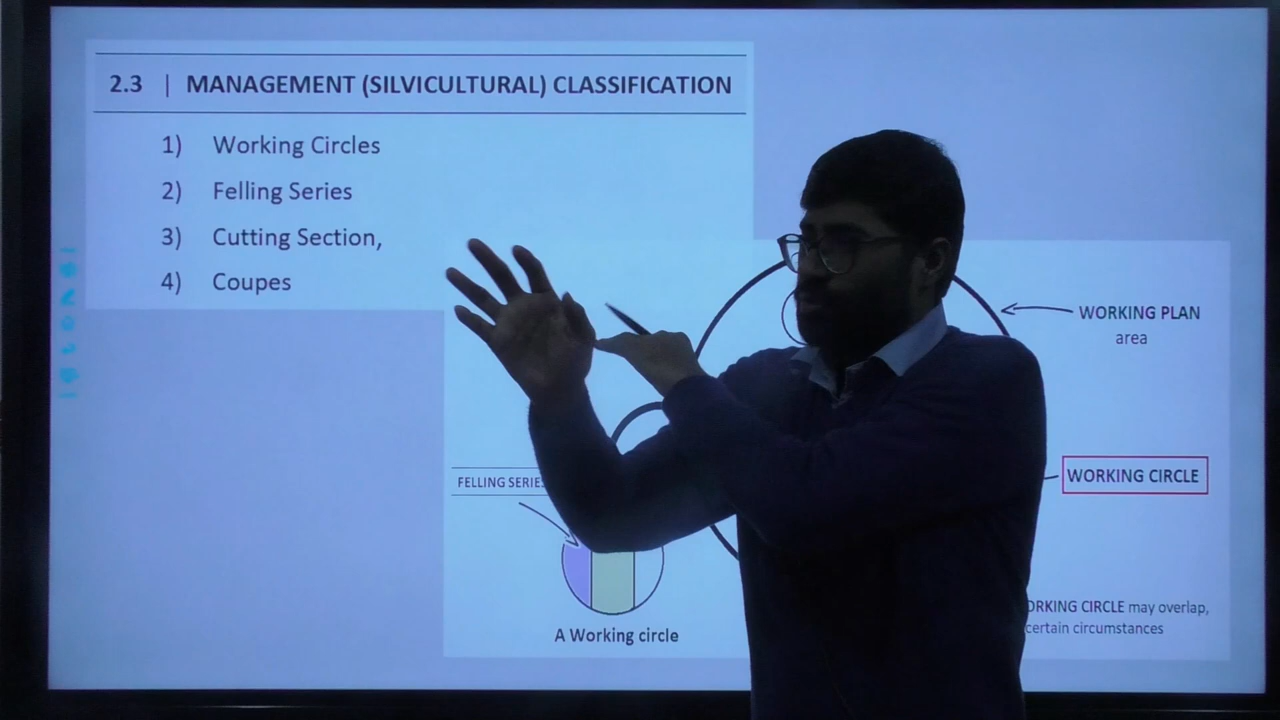 2.3 | MANAGEMENT (SILVICULTURAL) CLASSIFICATION
1) Working Circles
2) Felling Series
3) Cutting Section,
4) Coupes
WORKING PLAN
area
WORKING CIRCLE
FELLING SERIES
A Working circle
WORKING CIRCLE may overlap,
certain circumstances